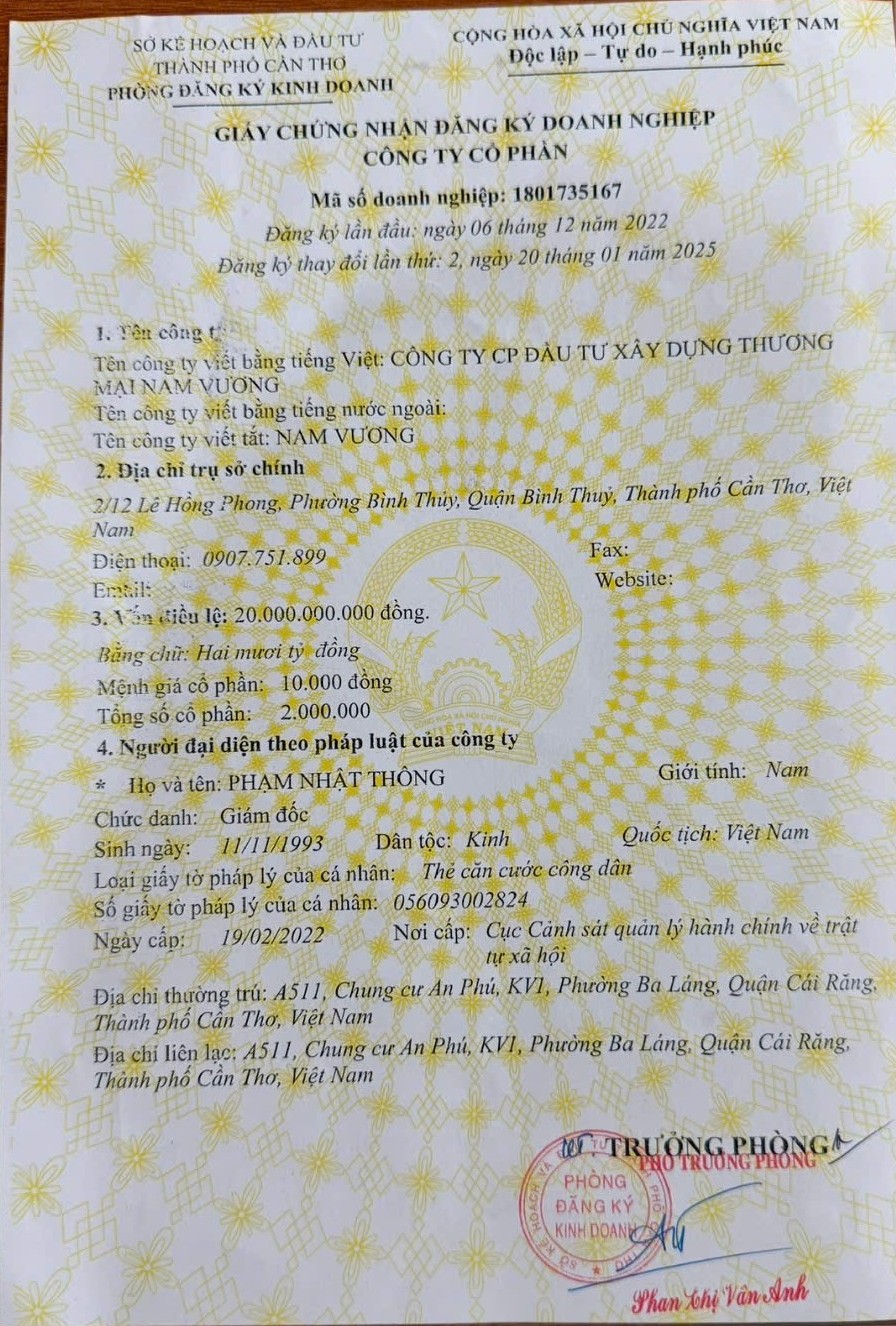 SỞ KẾ HOẠCH VÀ ĐẦU TƯ
THÀNH PHỐ CẦN THƠ
PHÒNG ĐĂNG KÝ KINH DOANH
CỘNG HÒA XÃ HỘI CHỦ NGHĨA VIỆT NAM
Độc lập – Tự do – Hạnh phúc
GIẤY CHỨNG NHẬN ĐĂNG KÝ DOANH NGHIỆP
CÔNG TY CỔ PHẦN
Mã số doanh nghiệp: 1801735167
Đăng ký lần đầu: ngày 06 tháng 12 năm 2022
Đăng ký thay đổi lần thứ: 2, ngày 20 tháng 01 năm 2025
1. Tên công t
Tên công ty viết bằng tiếng Việt: CÔNG TY CP ĐẦU TƯ XÂY DỰNG THƯƠNG
MẠI NAM VƯƠNG
Tên công ty viết bằng tiếng nước ngoài:
Tên công ty viết tắt: NAM VƯƠNG
2. Địa chỉ trụ sở chính
2/12 Lê Hồng Phong, Phường Bình Thủy, Quận Bình Thuỷ, Thành phố Cần Thơ, Việt
Nam
Điện thoại: 0907.751.899 Fax:
Email: Website:
3. Vốn điều lệ: 20.000.000.000 đồng.
Bằng chữ: Hai mươi tỷ đồng
Mệnh giá cổ phần: 10.000 đồng
Tổng số cổ phần: 2.000.000
4. Người đại diện theo pháp luật của công ty
* Họ và tên: PHẠM NHẬT THÔNG Giới tính: Nam
Chức danh: Giám đốc
Sinh ngày: 11/11/1993 Dân tộc: Kinh Quốc tịch: Việt Nam
Loại giấy tờ pháp lý của cá nhân: Thẻ căn cước công dân
Số giấy tờ pháp lý của cá nhân: 056093002824
Ngày cấp: 19/02/2022 Nơi cấp: Cục Cảnh sát quản lý hành chính về trật
tự xã hội
Địa chỉ thường trú: A511, Chung cư An Phú, KV1, Phường Ba Láng, Quận Cái Răng,
Thành phố Cần Thơ, Việt Nam
Địa chỉ liên lạc: A511, Chung cư An Phú, KV1, Phường Ba Láng, Quận Cái Răng,
Thành phố Cần Thơ, Việt Nam
TRƯỞNG PHÒNG
PHÓ TRƯỞNG PHÒNG
PHÒNG
ĐĂNG KÝ
KINH DOANH
Phan Thị Vân Anh